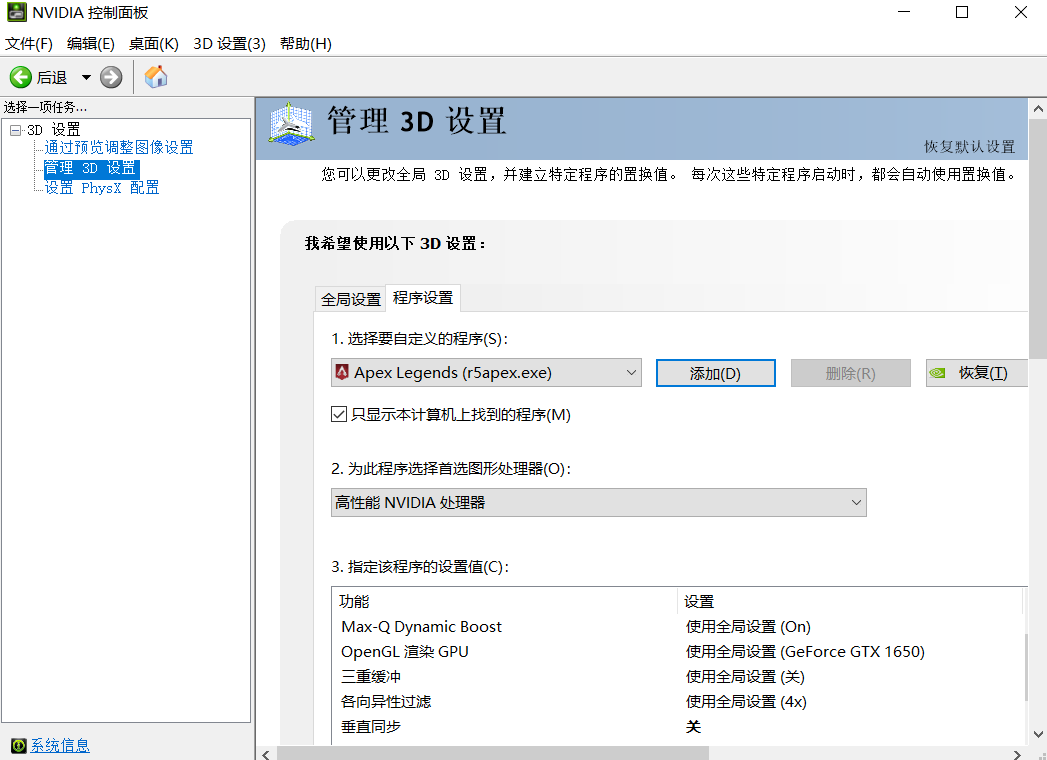 NVIDIA 控制面板
文件(F) 编辑(E) 桌面(K) 3D 设置(3) 帮助(H)
后退
选择一项任务...
3D 设置
通过预览调整图像设置
管理 3D 设置
设置 PhysX 配置
系统信息
管理 3D 设置
恢复默认设置
您可以更改全局 3D 设置，并建立特定程序的置换值。 每次这些特定程序启动时，都会自动使用置换值。
我希望使用以下 3D 设置：
全局设置 程序设置
1. 选择要自定义的程序(S)：
Apex Legends (r5apex.exe) 添加(D) 删除(R) 恢复(T)
只显示本计算机上找到的程序(M)
2. 为此程序选择首选图形处理器(O)：
高性能 NVIDIA 处理器
3. 指定该程序的设置值(C)：
功能 设置
Max-Q Dynamic Boost 使用全局设置 (On)
OpenGL 渲染 GPU 使用全局设置 (GeForce GTX 1650)
三重缓冲 使用全局设置 (关)
各向异性过滤 使用全局设置 (4x)
垂直同步 关